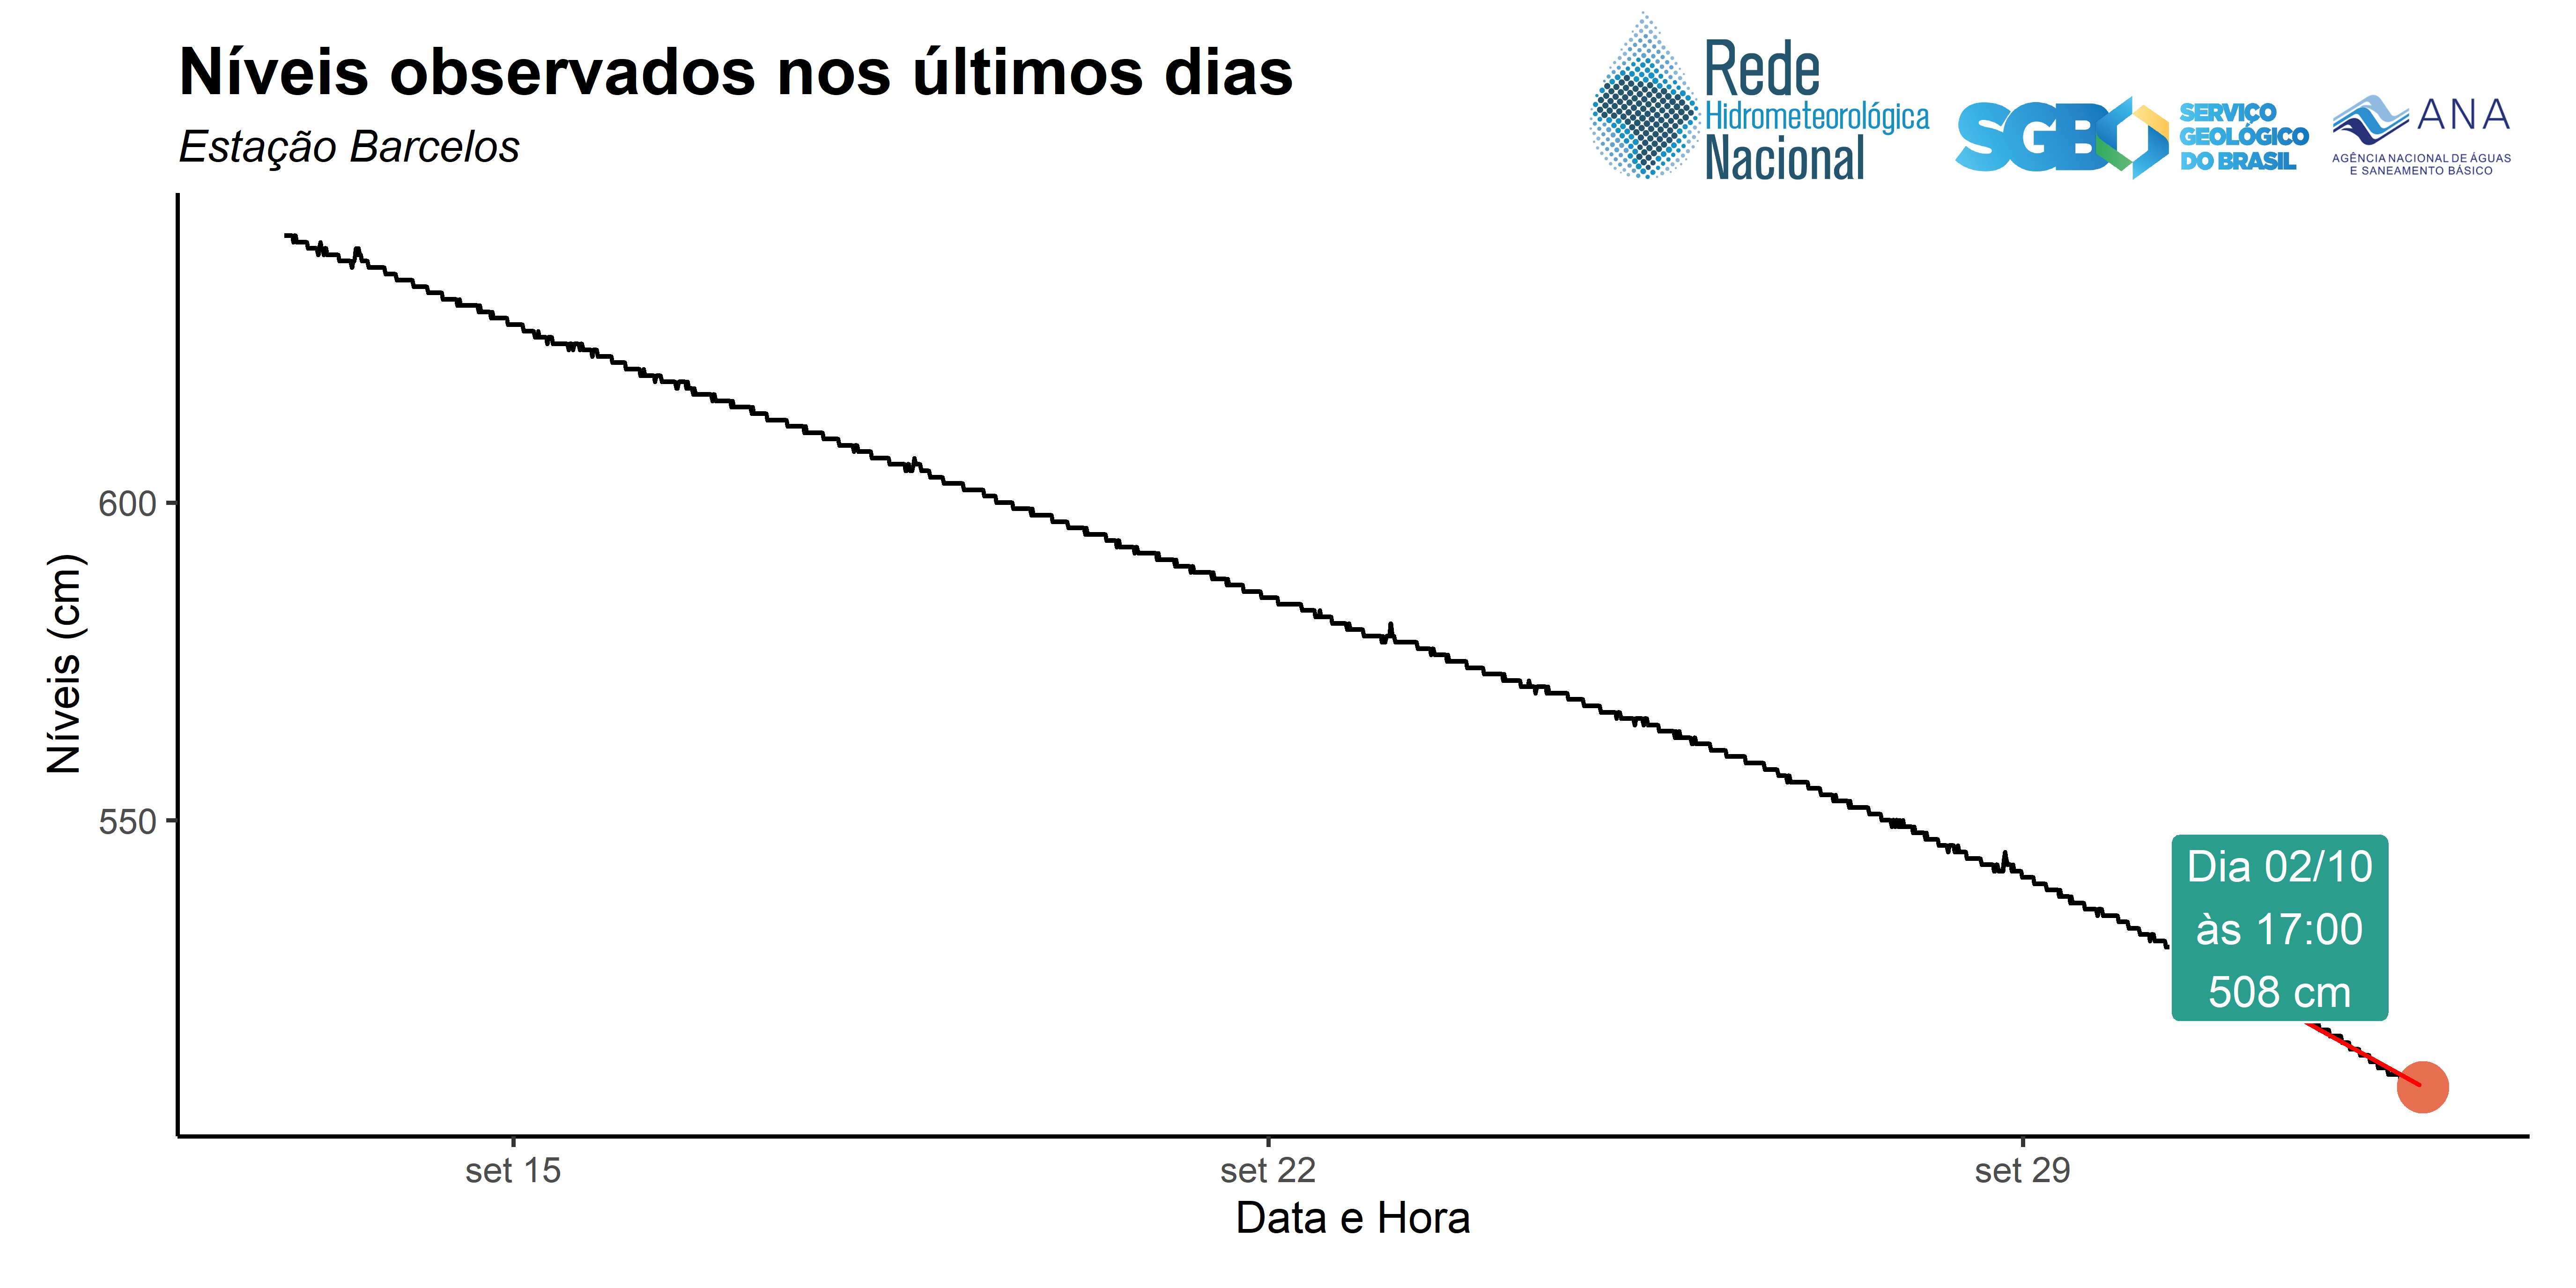 Níveis observados nos últimos dias
Estação Barcelos
Rede
Hidrometeorológica
Nacional
SGB
SERVIÇO
GEOLÓGICO
DO BRASIL
ANA
AGÊNCIA NACIONAL DE ÁGUAS
E SANEAMENTO BÁSICO
Níveis (cm)
600
550
Dia 02/10
às 17:00
508 cm
set 15
set 22
set 29
Data e Hora